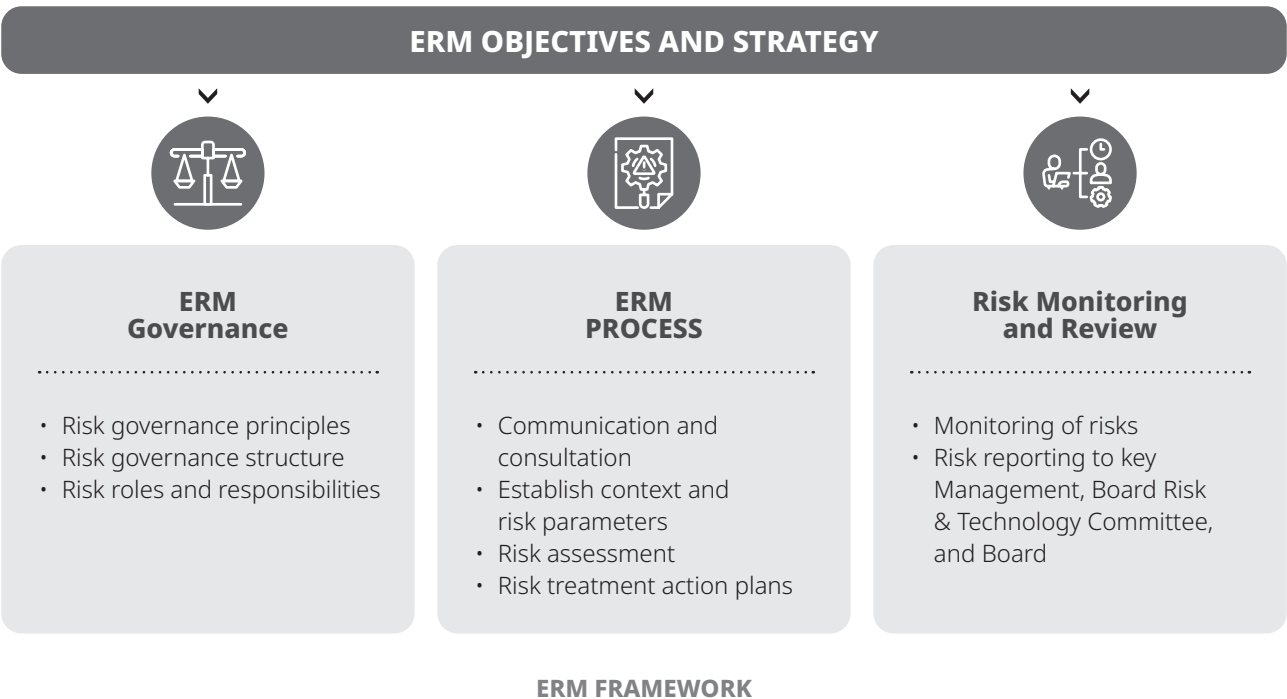 ERM OBJECTIVES AND STRATEGY
ERM
Governance
• Risk governance principles
• Risk governance structure
• Risk roles and responsibilities
ERM
PROCESS
• Communication and
consultation
• Establish context and
risk parameters
• Risk assessment
• Risk treatment action plans
Risk Monitoring
and Review
• Monitoring of risks
• Risk reporting to key
Management, Board Risk
& Technology Committee,
and Board
ERM FRAMEWORK